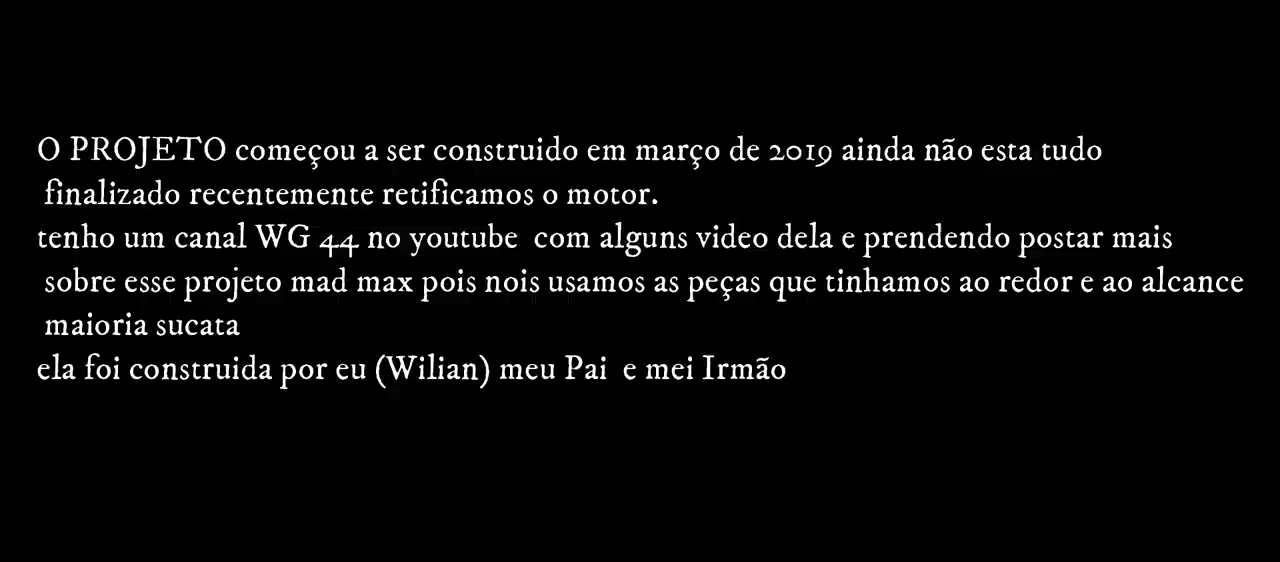 O PROJETO começou a ser construido em março de 2019 ainda não esta tudo
finalizado recentemente retificamos o motor.
tenho um canal WG 44 no youtube com alguns video dela e prendendo postar mais
sobre esse projeto mad max pois nois usamos as peças que tinhamos ao redor e ao alcance
maioria sucata
ela foi construida por eu (Wilian) meu Pai e mei Irmão